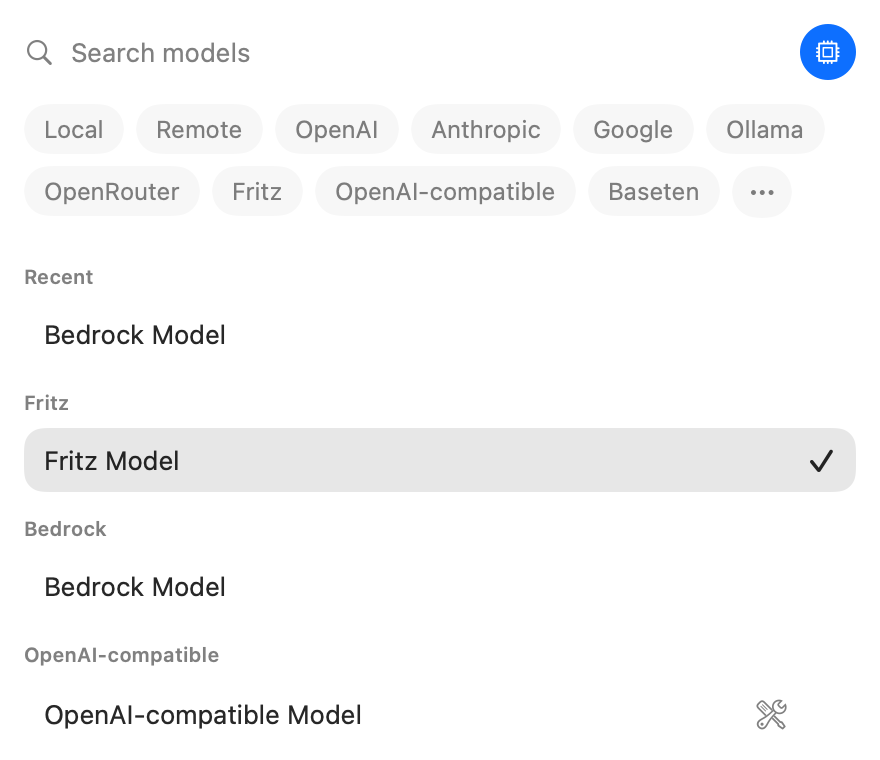 Search models
Local Remote OpenAI Anthropic Google Ollama
OpenRouter Fritz OpenAI-compatible Baseten ...
Recent
Bedrock Model
Fritz
Fritz Model
Bedrock
Bedrock Model
OpenAI-compatible
OpenAI-compatible Model